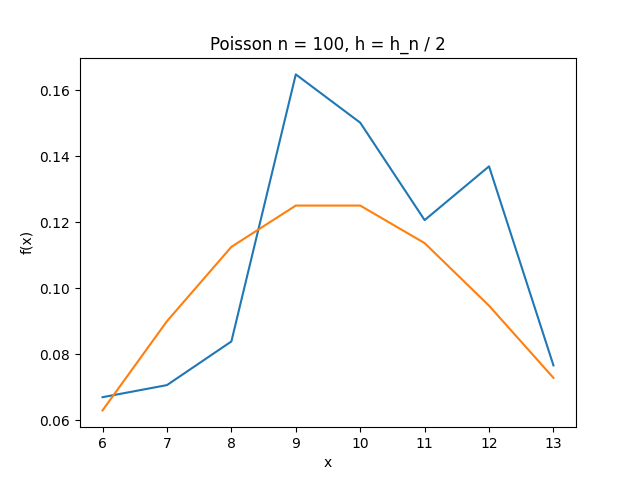 Poisson n = 100, h = h_n / 2
f(x)
0.16
0.14
0.12
0.10
0.08
0.06
6 7 8 9 10 11 12 13
x